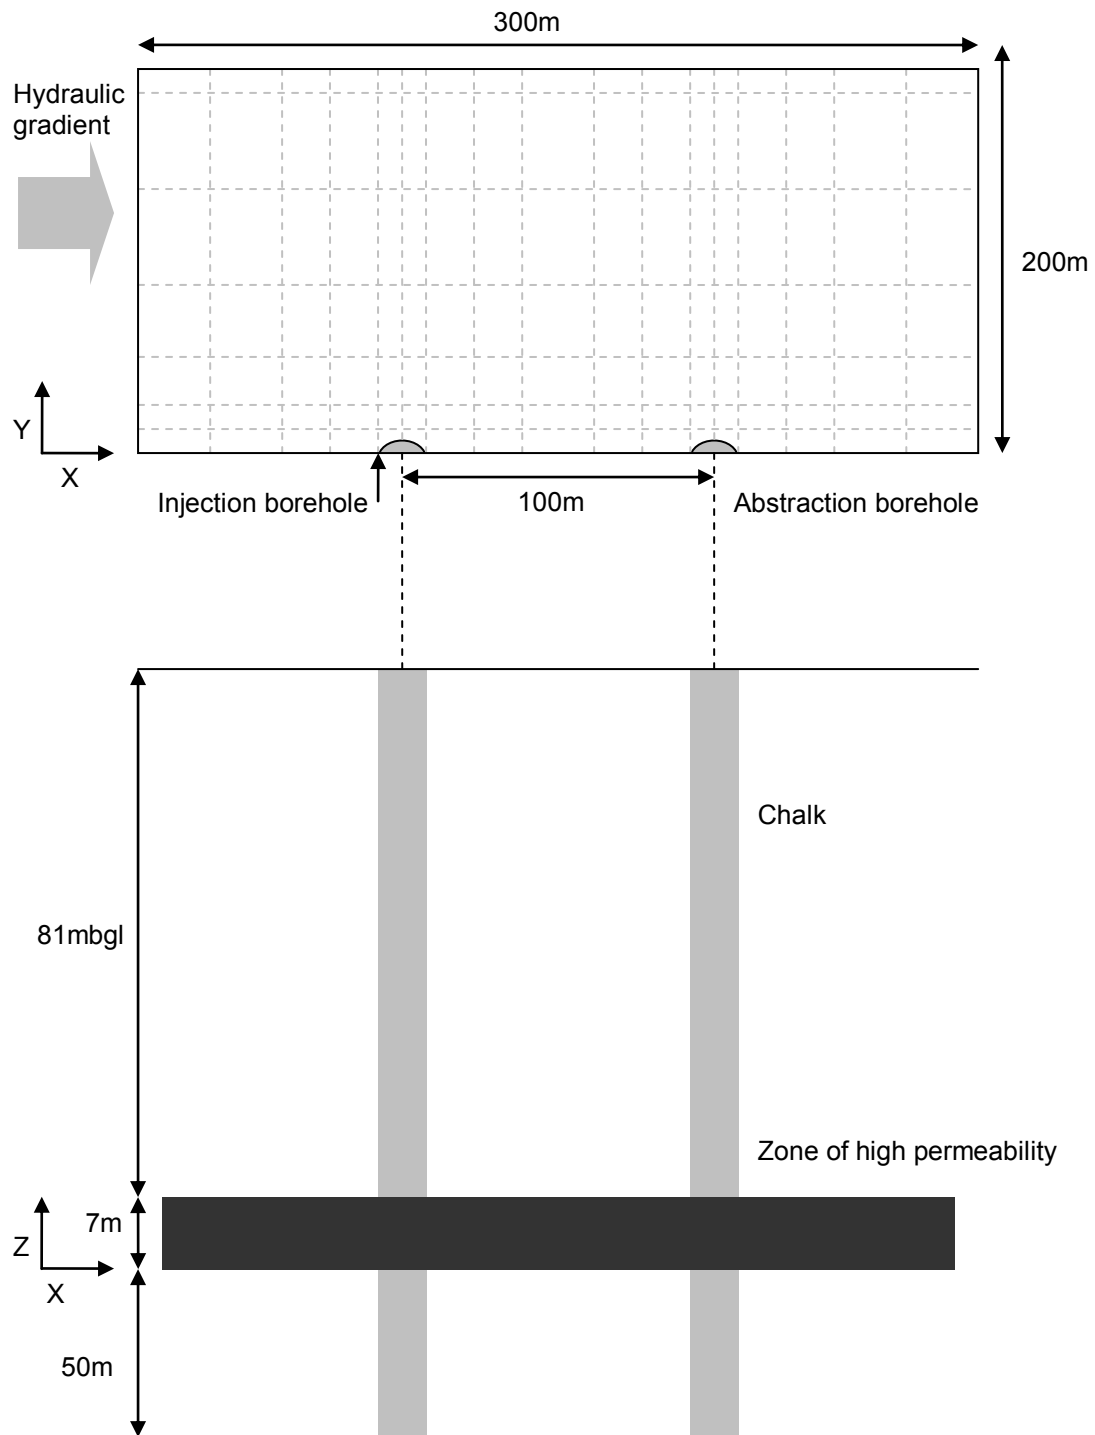 300m
Hydraulic
gradient
200m
Y
X
Injection borehole
100m
Abstraction borehole
Chalk
81mbgl
Zone of high permeability
7m
Z
X
50m